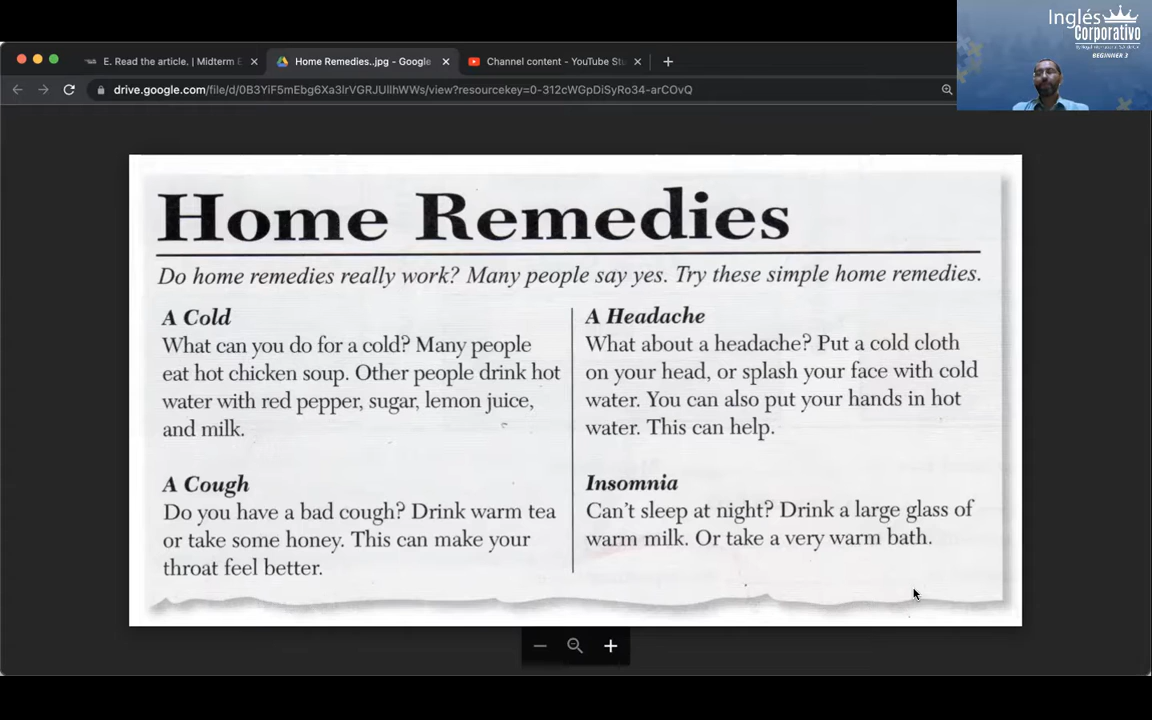 Inglés
Corporativo
BEGINNER 3
E. Read the article. | Midterm E
Home Remedies..jpg - Google
Channel content - YouTube Stu
drive.google.com/file/d/0B3YiF5mEbg6Xa3lrVGRJUllhWWs/view?resourcekey=0-312cWGpDiSyRo34-arCOvQ
Home Remedies
Do home remedies really work? Many people say yes. Try these simple home remedies.
A Cold
What can you do for a cold? Many people
eat hot chicken soup. Other people drink hot
water with red pepper, sugar, lemon juice,
and milk.
A Cough
Do you have a bad cough? Drink warm tea
or take some honey. This can make your
throat feel better.
A Headache
What about a headache? Put a cold cloth
on your head, or splash your face with cold
water. You can also put your hands in hot
water. This can help.
Insomnia
Can't sleep at night? Drink a large glass of
warm milk. Or take a very warm bath.